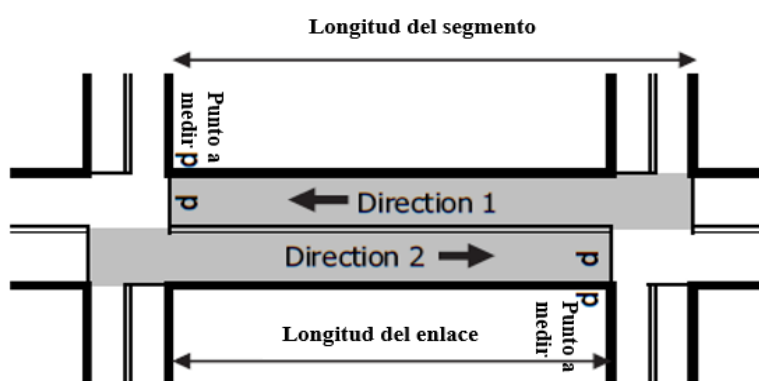 Longitud del segmento
Punto a
medir
p
p
Direction 1
Direction 2
p
p
Longitud del enlace
Punto a
medir